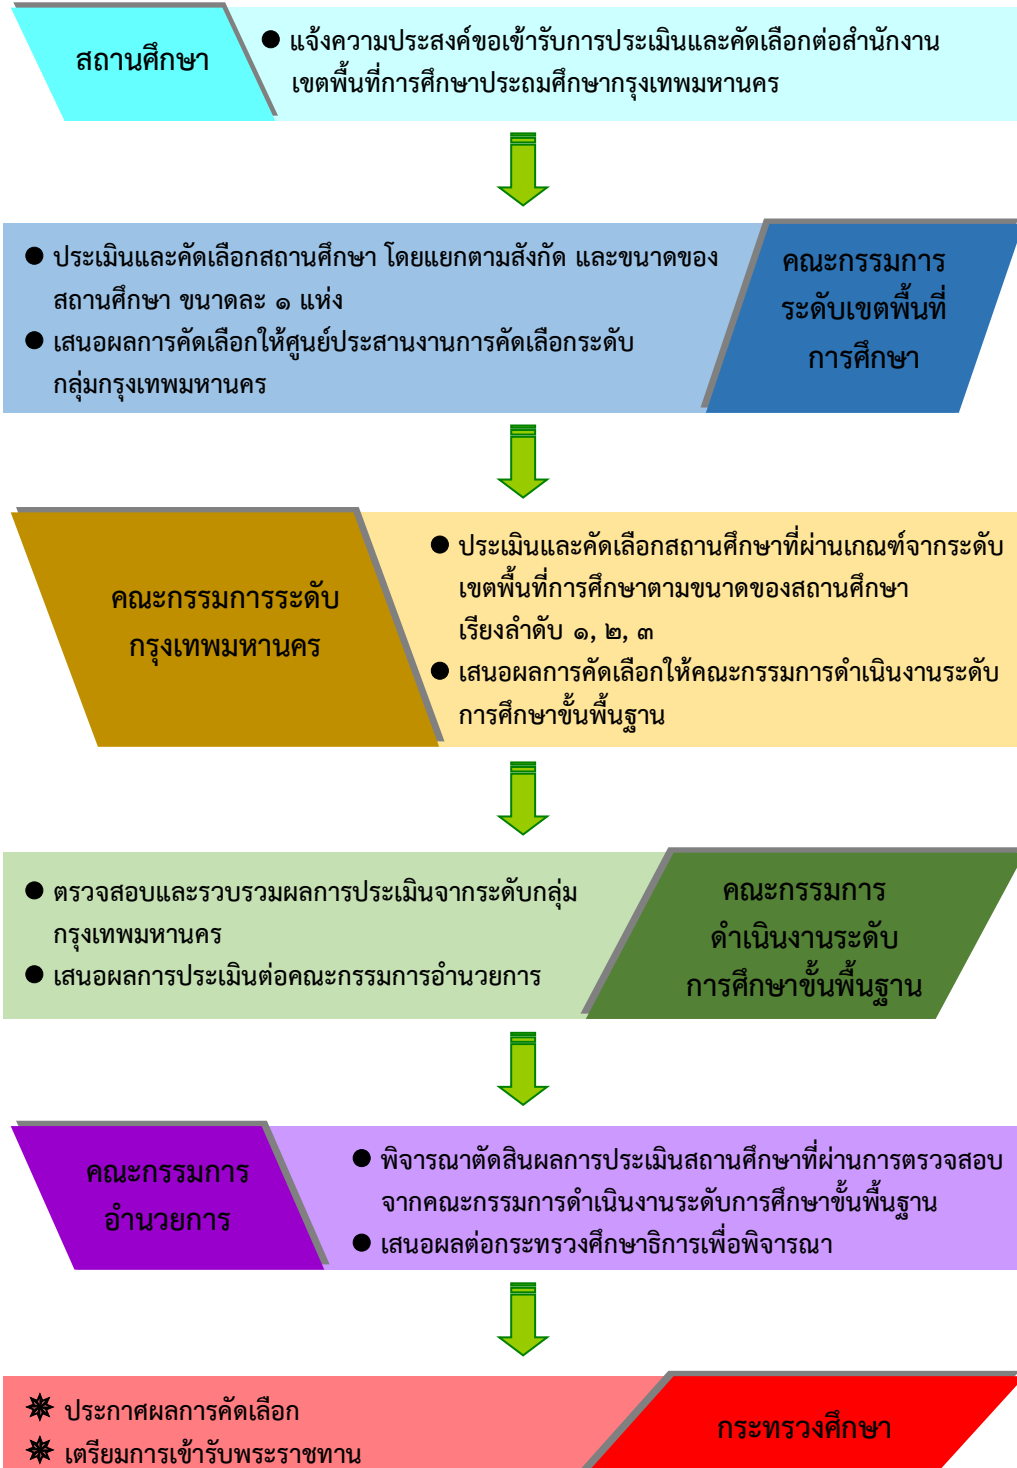 สถานศึกษา
● แจ้งความประสงค์ขอเข้ารับการประเมินและคัดเลือกต่อสำนักงาน
เขตพื้นที่การศึกษาประถมศึกษากรุงเทพมหานคร
● ประเมินและคัดเลือกสถานศึกษา โดยแยกตามสังกัด และขนาดของ
สถานศึกษา ขนาดละ ๑ แห่ง
● เสนอผลการคัดเลือกให้ศูนย์ประสานงานการคัดเลือกระดับ
กลุ่มกรุงเทพมหานคร
คณะกรรมการ
ระดับเขตพื้นที่
การศึกษา
คณะกรรมการระดับ
กรุงเทพมหานคร
● ประเมินและคัดเลือกสถานศึกษาที่ผ่านเกณฑ์จากระดับ
เขตพื้นที่การศึกษาตามขนาดของสถานศึกษา
เรียงลำดับ ๑, ๒, ๓
● เสนอผลการคัดเลือกให้คณะกรรมการดำเนินงานระดับ
การศึกษาขั้นพื้นฐาน
● ตรวจสอบและรวบรวมผลการประเมินจากระดับกลุ่ม
กรุงเทพมหานคร
● เสนอผลการประเมินต่อคณะกรรมการอำนวยการ
คณะกรรมการ
ดำเนินงานระดับ
การศึกษาขั้นพื้นฐาน
คณะกรรมการ
อำนวยการ
● พิจารณาตัดสินผลการประเมินสถานศึกษาที่ผ่านการตรวจสอบ
จากคณะกรรมการดำเนินงานระดับการศึกษาขั้นพื้นฐาน
● เสนอผลต่อกระทรวงศึกษาธิการเพื่อพิจารณา
ประกาศผลการคัดเลือก
เตรียมการเข้ารับพระราชทาน
กระทรวงศึกษา